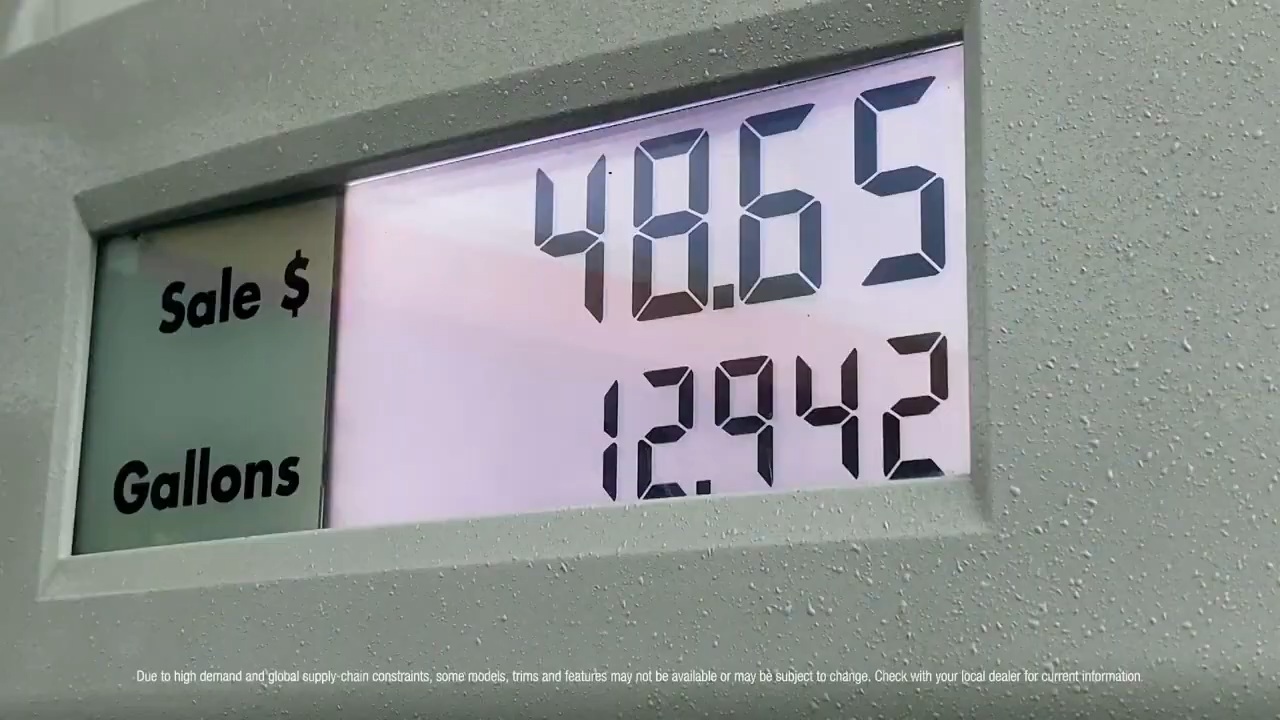 Sale $ 48.65
Gallons 12.942
Due to high demand and global supply-chain constraints, some models, trims and features may not be available or may be subject to change. Check with your local dealer for current information.